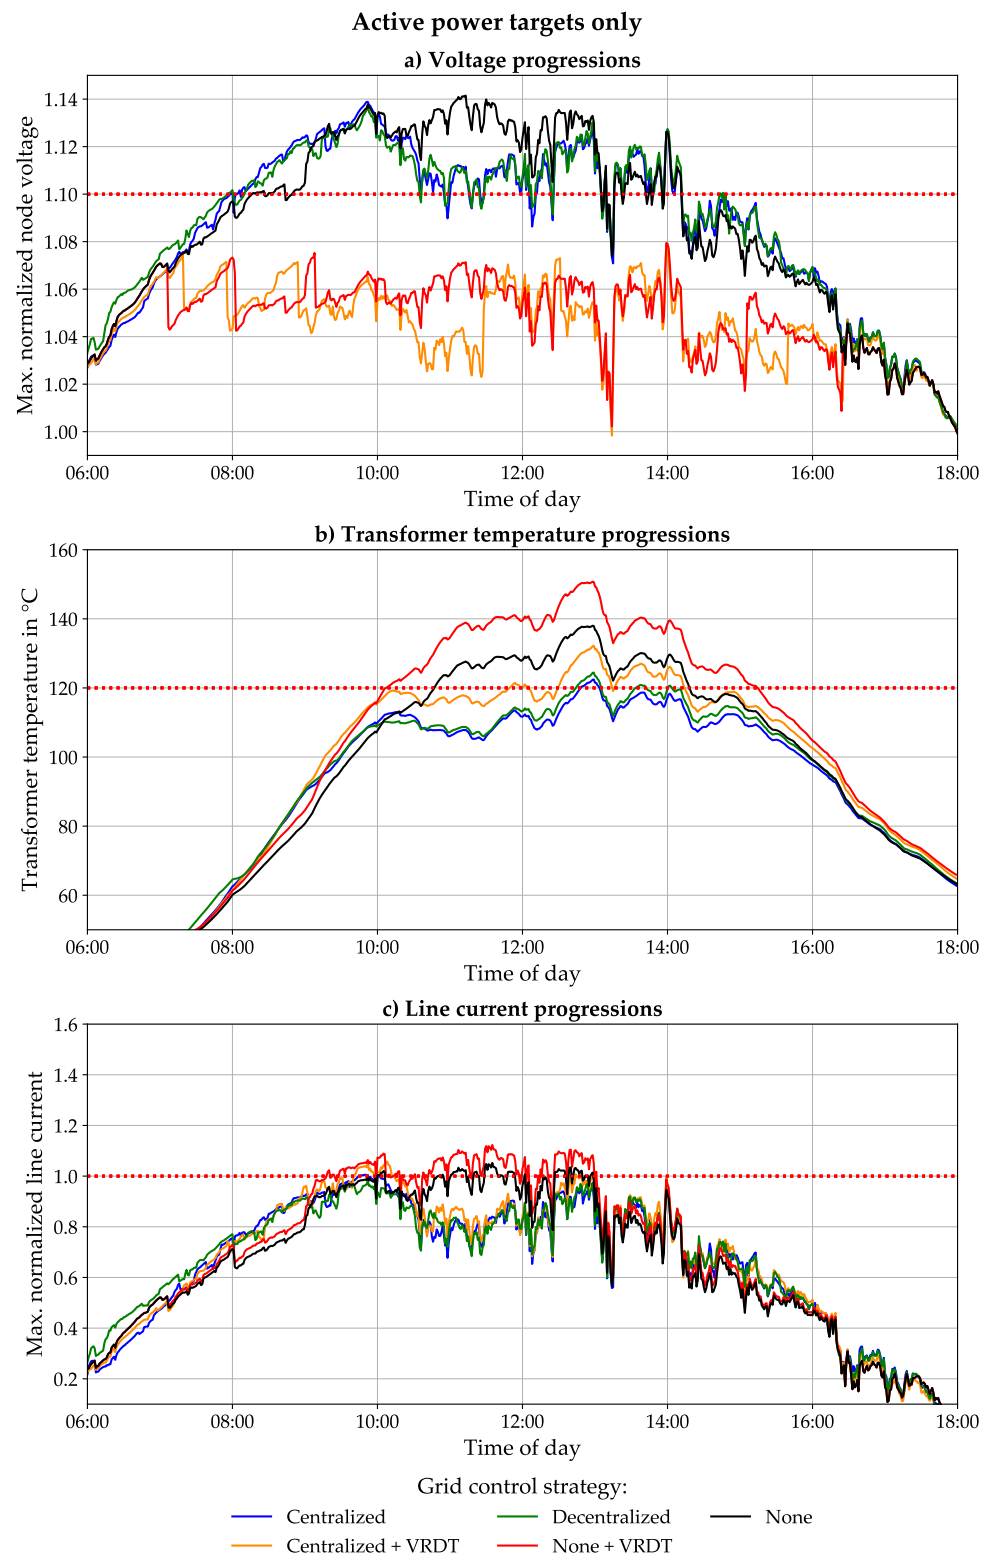 Active power targets only
a) Voltage progressions
Max. normalized node voltage
1.14
1.12
1.10
1.08
1.06
1.04
1.02
1.00
06:00 08:00 10:00 12:00 14:00 16:00 18:00
Time of day
b) Transformer temperature progressions
Transformer temperature in °C
160
140
120
100
80
60
06:00 08:00 10:00 12:00 14:00 16:00 18:00
Time of day
c) Line current progressions
Max. normalized line current
1.6
1.4
1.2
1.0
0.8
0.6
0.4
0.2
06:00 08:00 10:00 12:00 14:00 16:00 18:00
Time of day
Grid control strategy:
Centralized Decentralized None
Centralized + VRDT None + VRDT